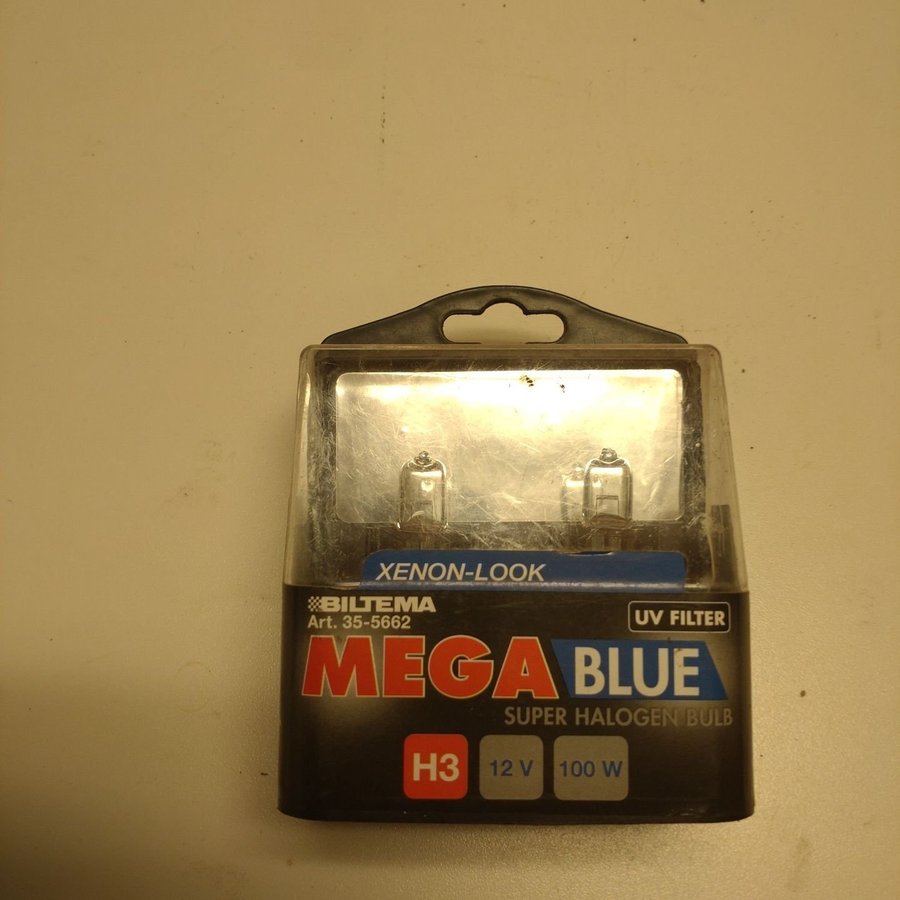 XENON-LOOK
BILTEMA
Art. 35-5662
UV FILTER
MEGA BLUE
SUPER HALOGEN BULB
H3 12 V 100 W